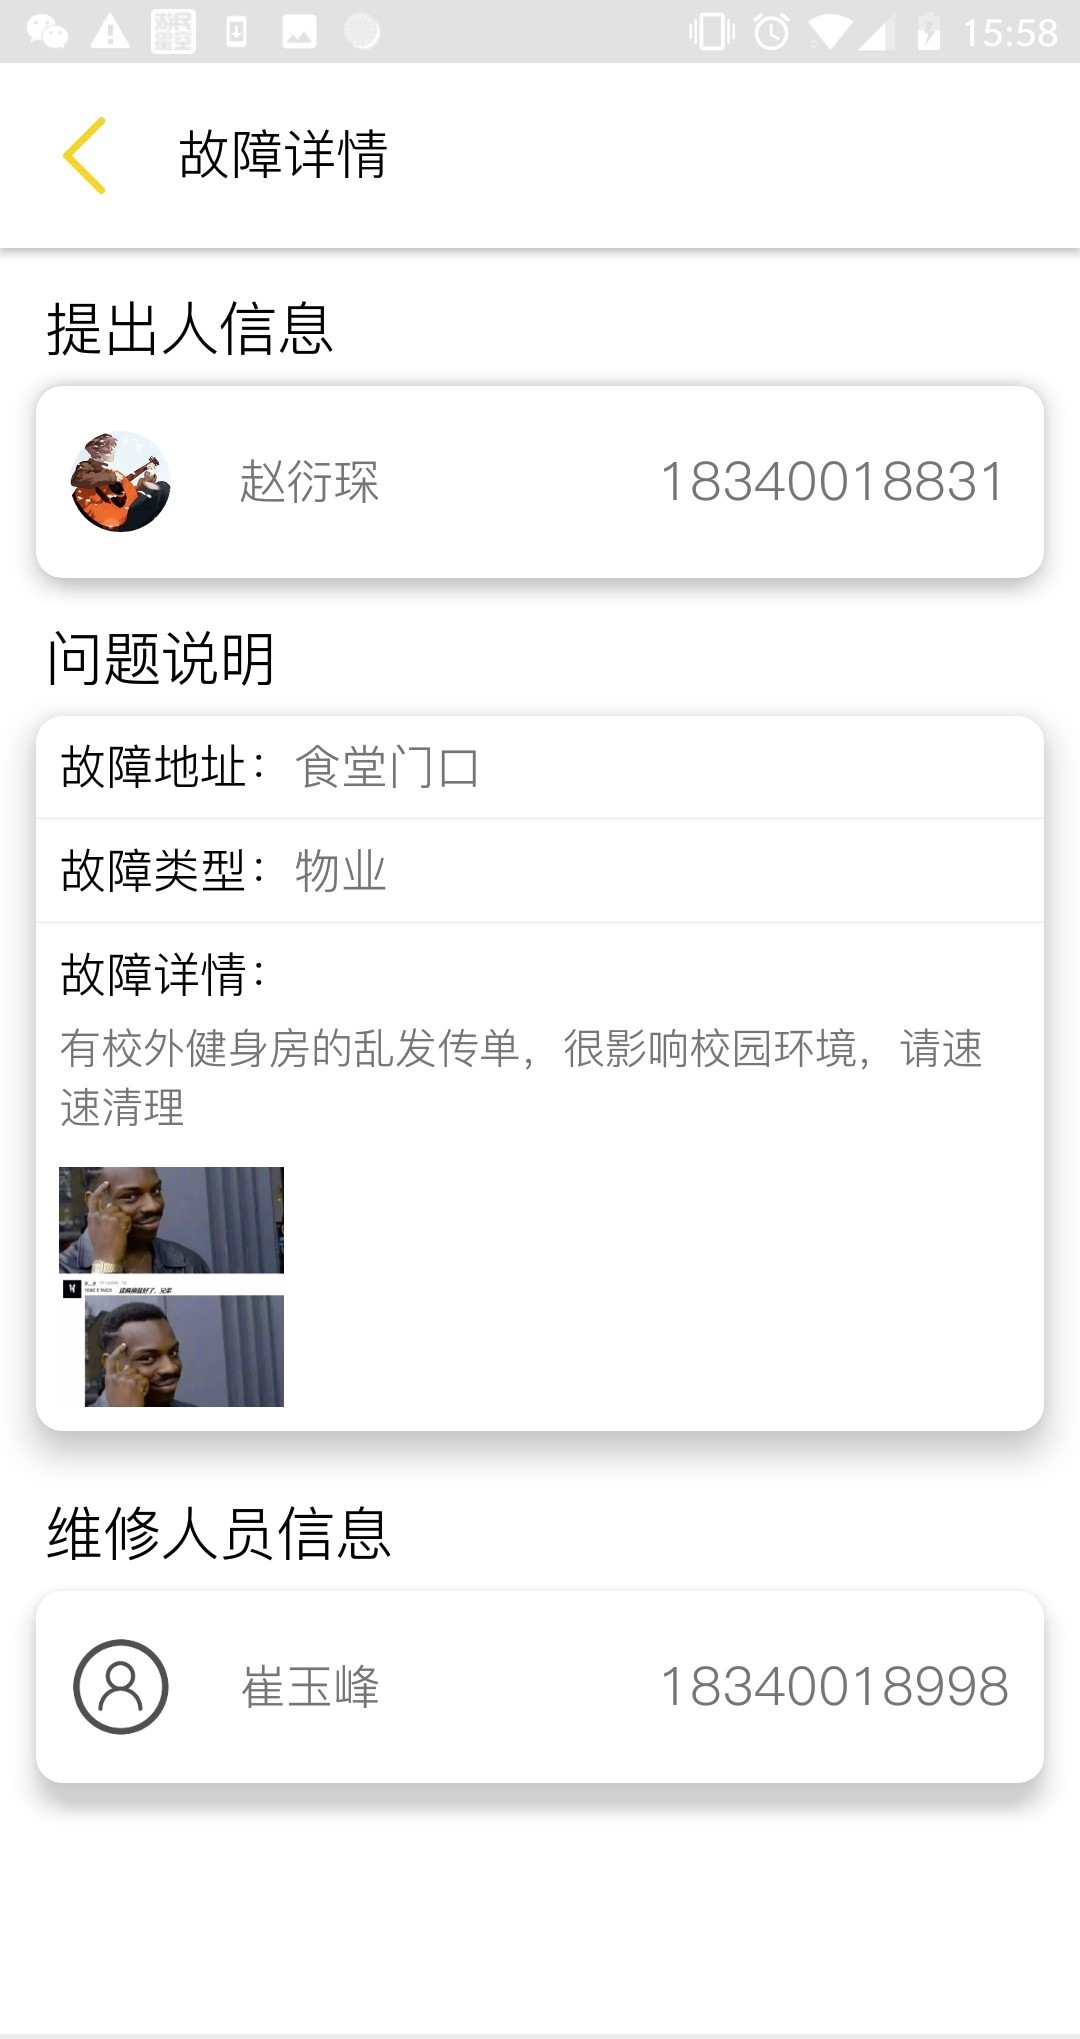 15:58
故障详情
提出人信息
赵衍琛 18340018831
问题说明
故障地址：食堂门口
故障类型：物业
故障详情：
有校外健身房的乱发传单，很影响校园环境，请速
速清理
维修人员信息
崔玉峰 18340018998